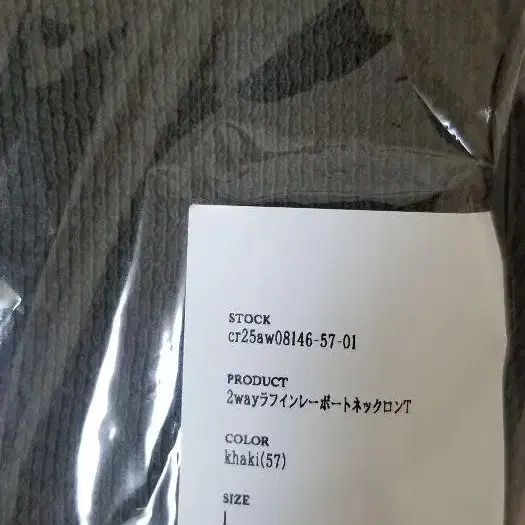 STOCK
cr25aw08146-57-01
PRODUCT
2wayラフインレーボートネックロンT
COLOR
khaki(57)
SIZE